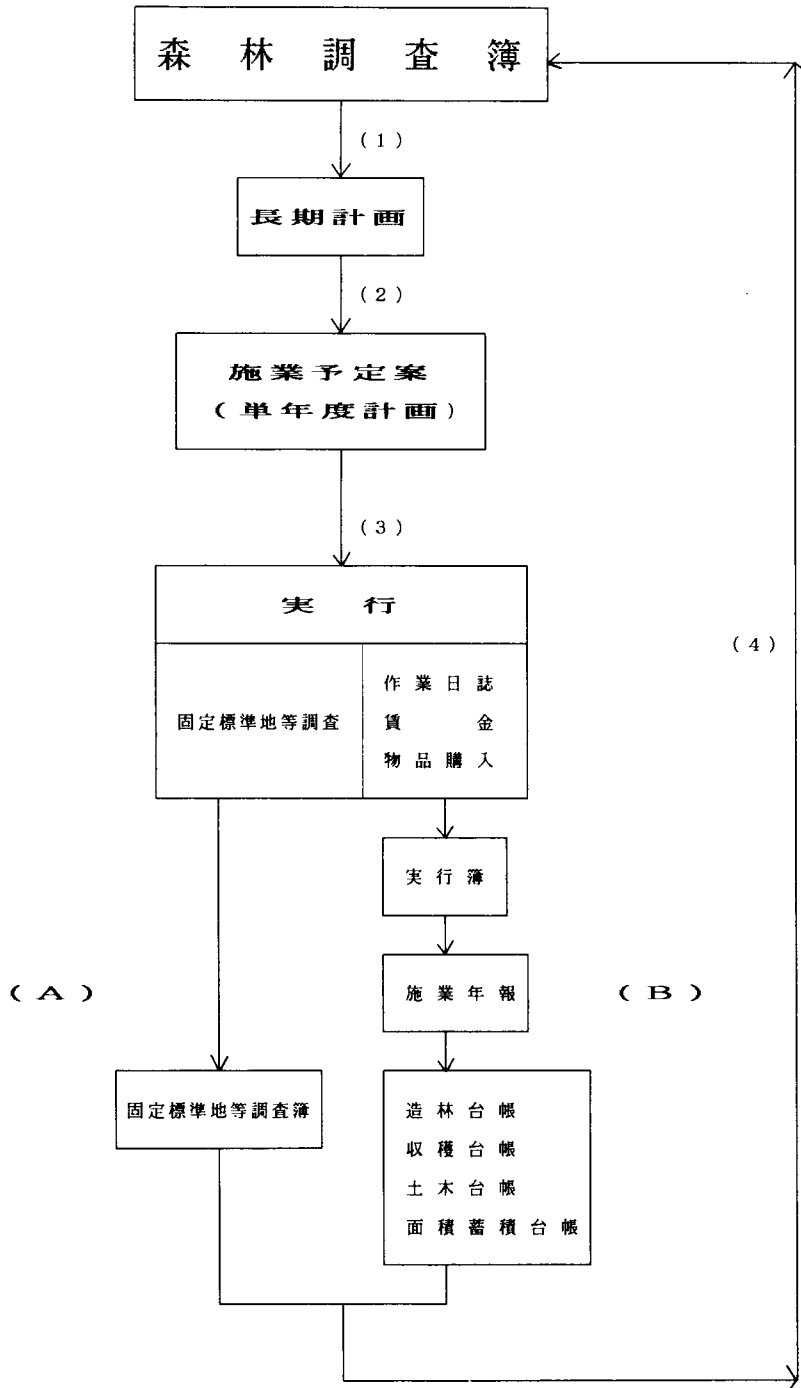 森林調査簿
(1)
長期計画
(2)
施業予定案
(単年度計画)
(3)
実行
固定標準地等調査
作業日誌
賃金
物品購入
(4)
実行簿
(A)
施業年報
(B)
固定標準地等調査簿
造林台帳
収穫台帳
土木台帳
面積蓄積台帳